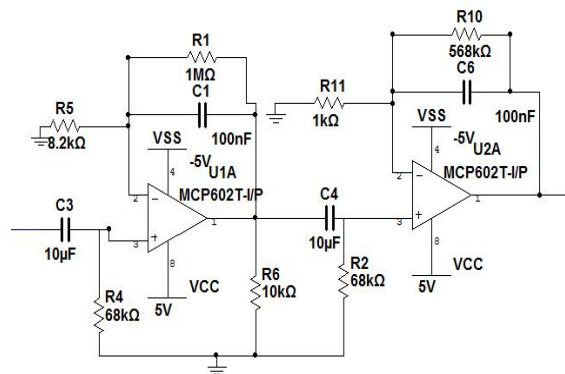 R1
1MΩ
C1
100nF
R5
8.2kΩ
VSS
-5V
U1A
MCP602T-I/P
4
2
3
1
8
C3
10µF
R4
68kΩ
VCC
5V
R6
10kΩ
C4
10µF
R2
68kΩ
R10
568kΩ
C6
100nF
R11
1kΩ
VSS
-5V
U2A
MCP602T-I/P
4
2
3
1
8
VCC
5V